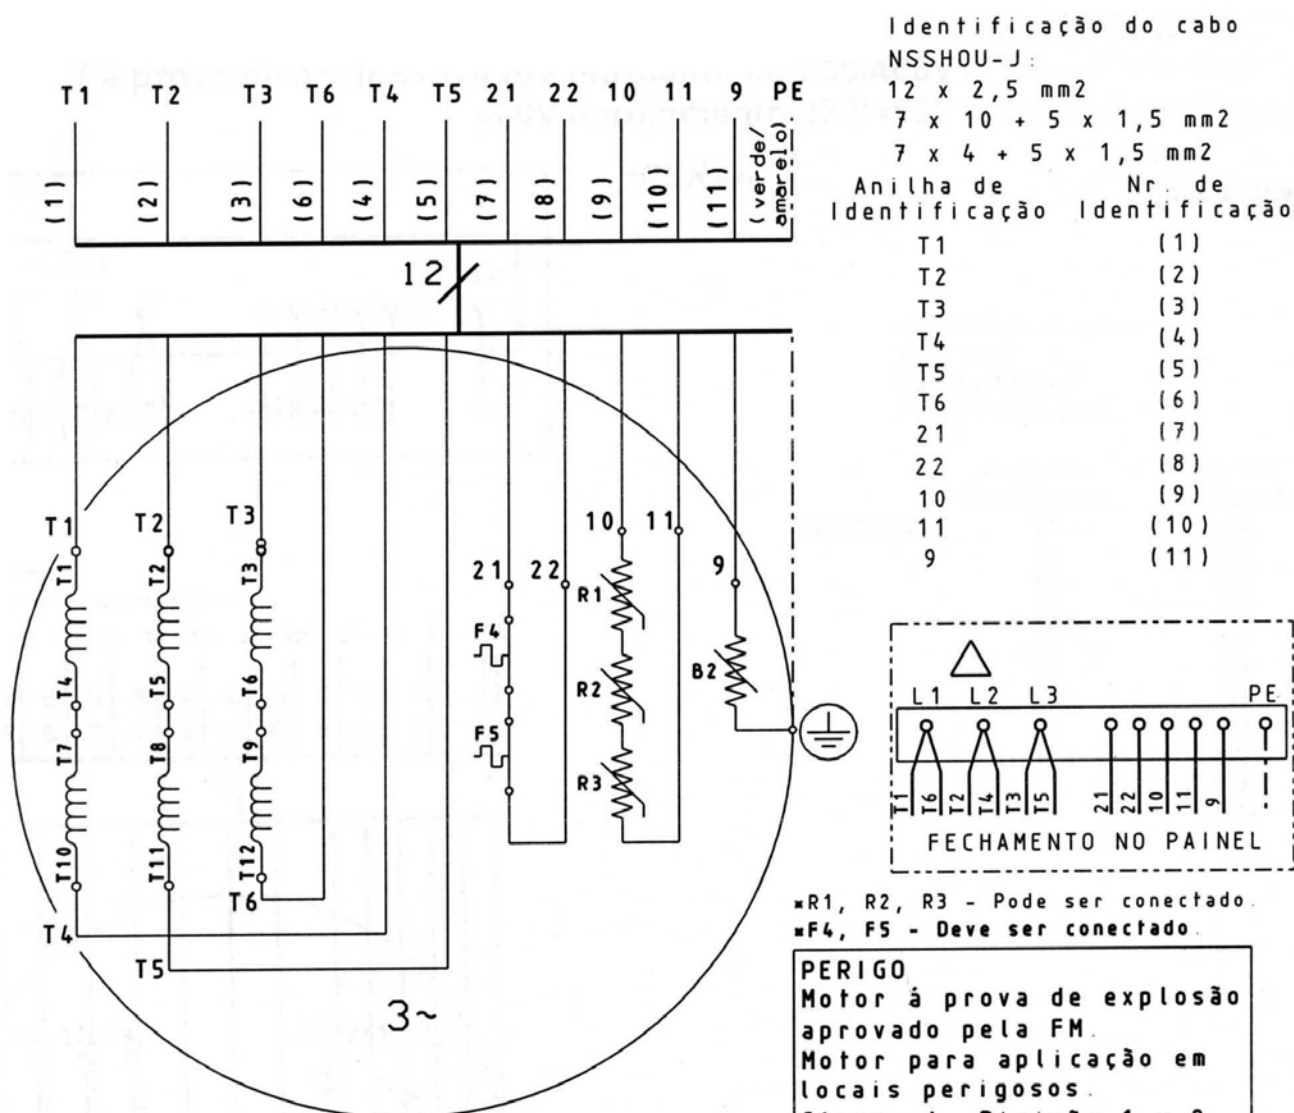 Identificação do cabo
NSSHOU-J:
12 x 2,5 mm2
7 x 10 + 5 x 1,5 mm2
7 x 4 + 5 x 1,5 mm2
Anilha de Identificação Nr. de Identificação
T1 (1)
T2 (2)
T3 (3)
T4 (4)
T5 (5)
T6 (6)
21 (7)
22 (8)
10 (9)
11 (10)
9 (11)
T1 T2 T3 T6 T4 T5 21 22 10 11 9 PE
(1) (2) (3) (6) (4) (5) (7) (8) (9) (10) (11) (verde/amarelo)
12
T1 T2 T3
T1 T2 T3
T4 T5 T6
T7 T8 T9
T10 T11 T12
T6
T4
T5
21 22 10 11 9
F4 R1
F5 R2 B2
R3
3~
L1 L2 L3 PE
T1 T6 T2 T4 T3 T5 21 22 10 11 9
FECHAMENTO NO PAINEL
*R1, R2, R3 - Pode ser conectado.
*F4, F5 - Deve ser conectado.
PERIGO
Motor á prova de explosão
aprovado pela FM.
Motor para aplicação em
locais perigosos.